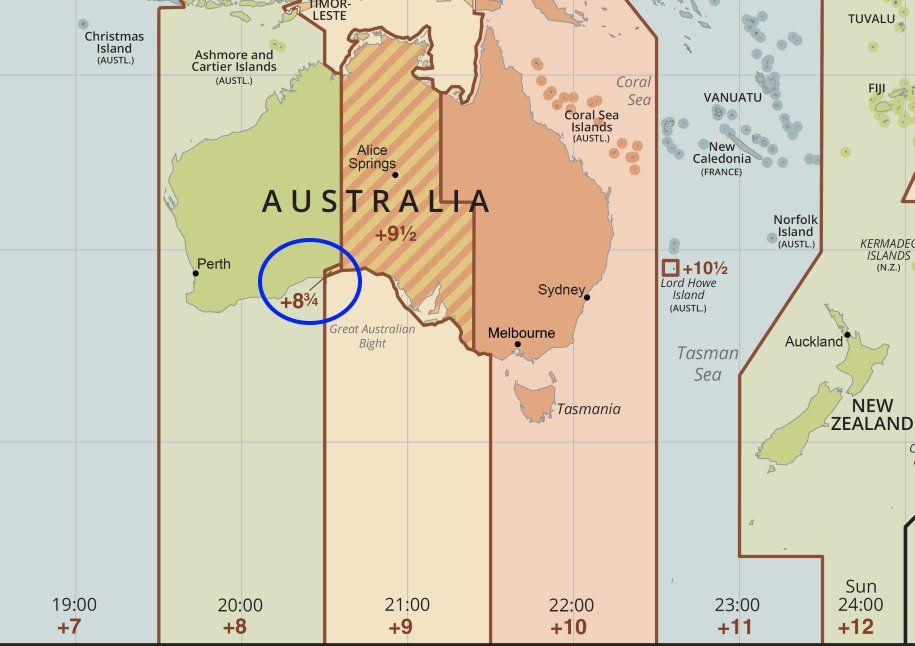 TIMOR-
LESTE
Christmas
Island
(AUSTL.)
Ashmore and
Cartier Islands
(AUSTL.)
Coral
Sea
Coral Sea
Islands
(AUSTL.)
VANUATU
New
Caledonia
(FRANCE)
TUVALU
FIJI
Alice
Springs
AUSTRALIA
+9½
Perth
+8¾
Great Australian
Bight
Sydney
Melbourne
Tasmania
Norfolk
Island
(AUSTL.)
KERMADEC
ISLANDS
(N.Z.)
+10½
Lord Howe
Island
(AUSTL.)
Tasman
Sea
Auckland
NEW
ZEALAND
19:00
+7
20:00
+8
21:00
+9
22:00
+10
23:00
+11
Sun
24:00
+12